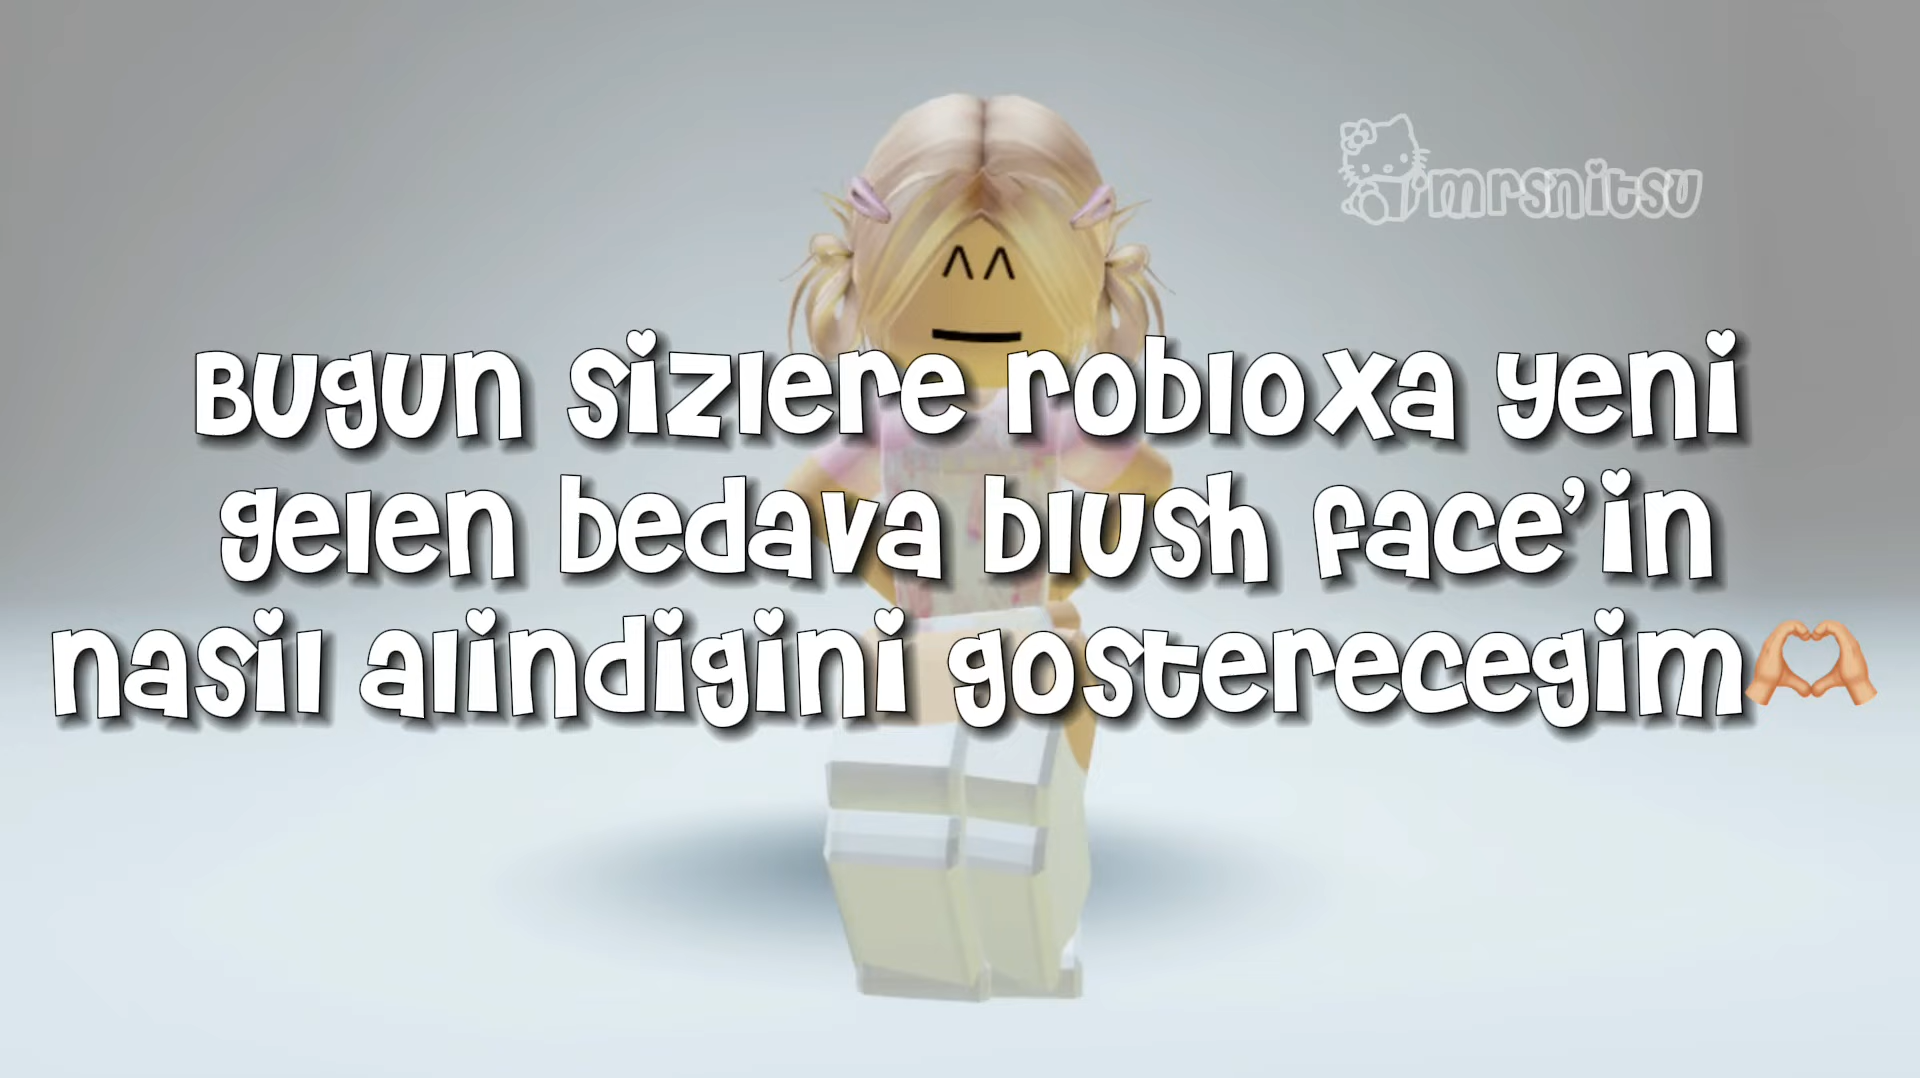 mrsnitsu
Bugun sizlere robloxa yeni
gelen bedava blush face'in
nasil alindigini gosterecegim🫶🏼